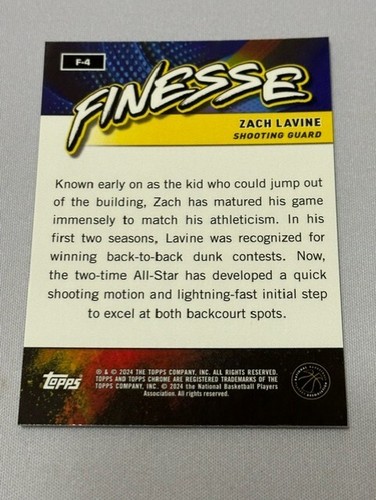 F-4
FINESSE
ZACH LAVINE
SHOOTING GUARD
Known early on as the kid who could jump out
of the building, Zach has matured his game
immensely to match his athleticism. In his
first two seasons, Lavine was recognized for
winning back-to-back dunk contests. Now,
the two-time All-Star has developed a quick
shooting motion and lightning-fast initial step
to excel at both backcourt spots.
® & © 2024 THE TOPPS COMPANY, INC. ALL RIGHTS RESERVED.
TOPPS AND TOPPS CHROME ARE REGISTERED TRADEMARKS OF THE
TOPPS COMPANY, INC. © 2024 the National Basketball Players
Association. All rights reserved.
Topps